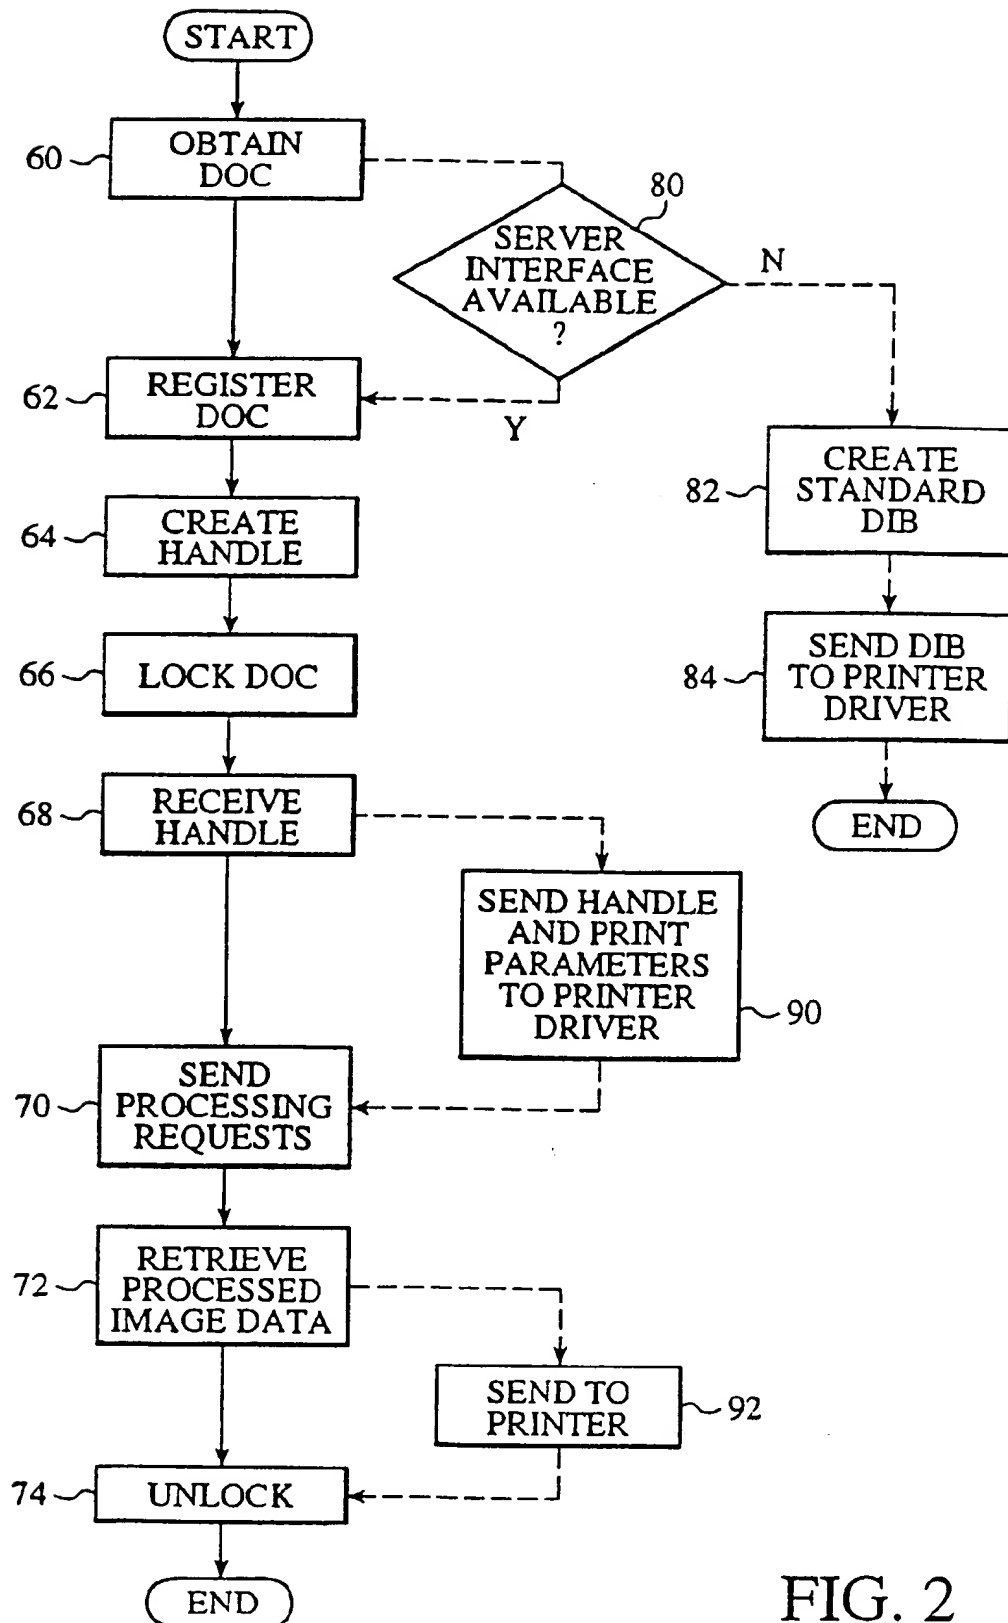 START
60
OBTAIN
DOC
80
SERVER
INTERFACE
AVAILABLE
?
N
Y
62
REGISTER
DOC
82
CREATE
STANDARD
DIB
64
CREATE
HANDLE
84
SEND DIB
TO PRINTER
DRIVER
66
LOCK DOC
END
68
RECEIVE
HANDLE
SEND HANDLE
AND PRINT
PARAMETERS
TO PRINTER
DRIVER
90
70
SEND
PROCESSING
REQUESTS
72
RETRIEVE
PROCESSED
IMAGE DATA
SEND TO
PRINTER
92
74
UNLOCK
END
FIG. 2